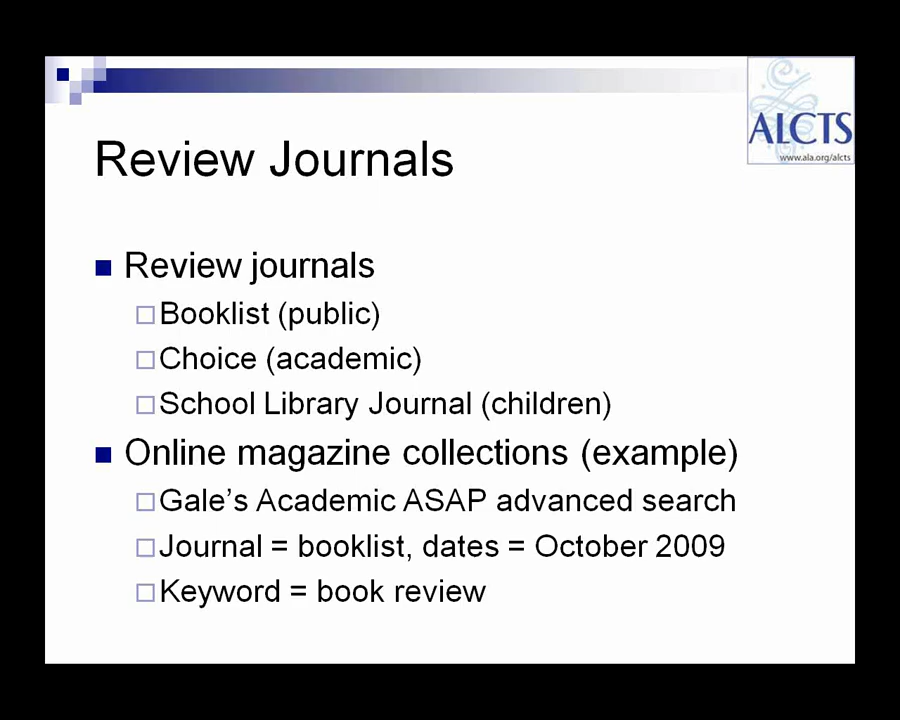 ALCTS
www.ala.org/alcts
Review Journals
Review journals
Booklist (public)
Choice (academic)
School Library Journal (children)
Online magazine collections (example)
Gale’s Academic ASAP advanced search
Journal = booklist, dates = October 2009
Keyword = book review